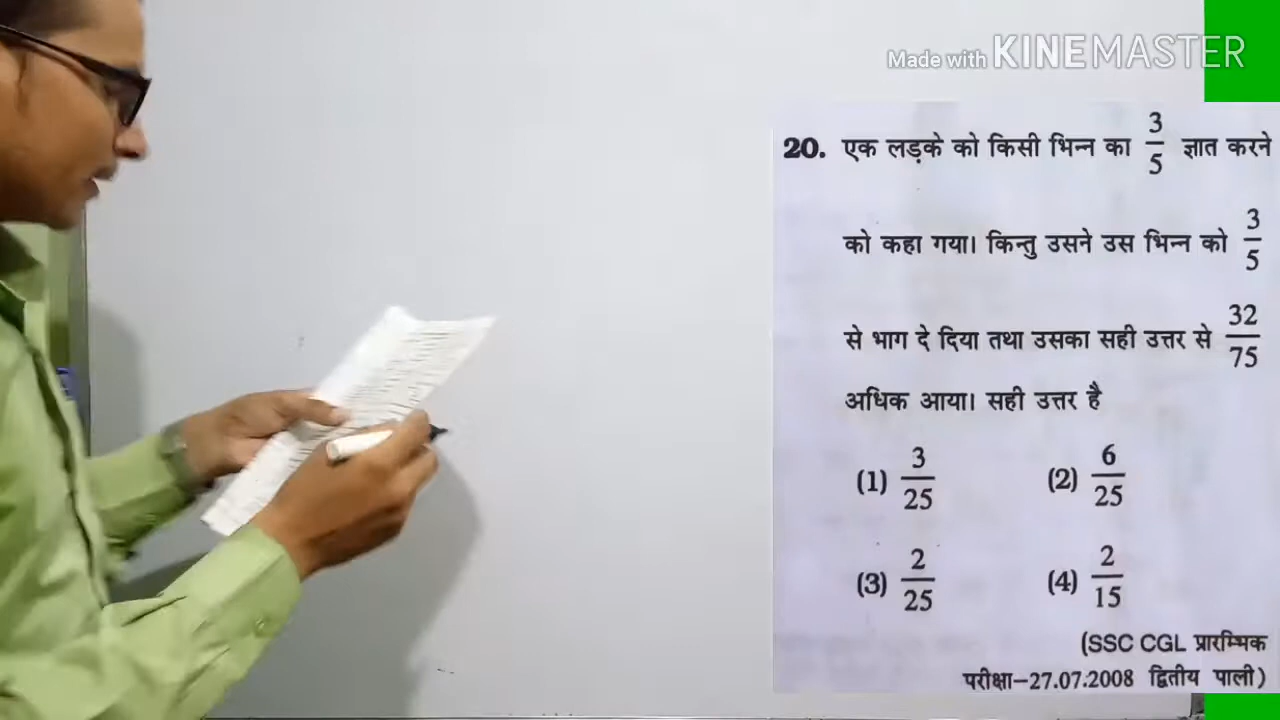 Made with KINEMASTER
20. एक लड़के को किसी भिन्न का 3/5 ज्ञात करने
को कहा गया। किन्तु उसने उस भिन्न को 3/5
से भाग दे दिया तथा उसका सही उत्तर से 32/75
अधिक आया। सही उत्तर है
(1) 3/25 (2) 6/25
(3) 2/25 (4) 2/15
(SSC CGL प्रारम्भिक
परीक्षा–27.07.2008 द्वितीय पाली)